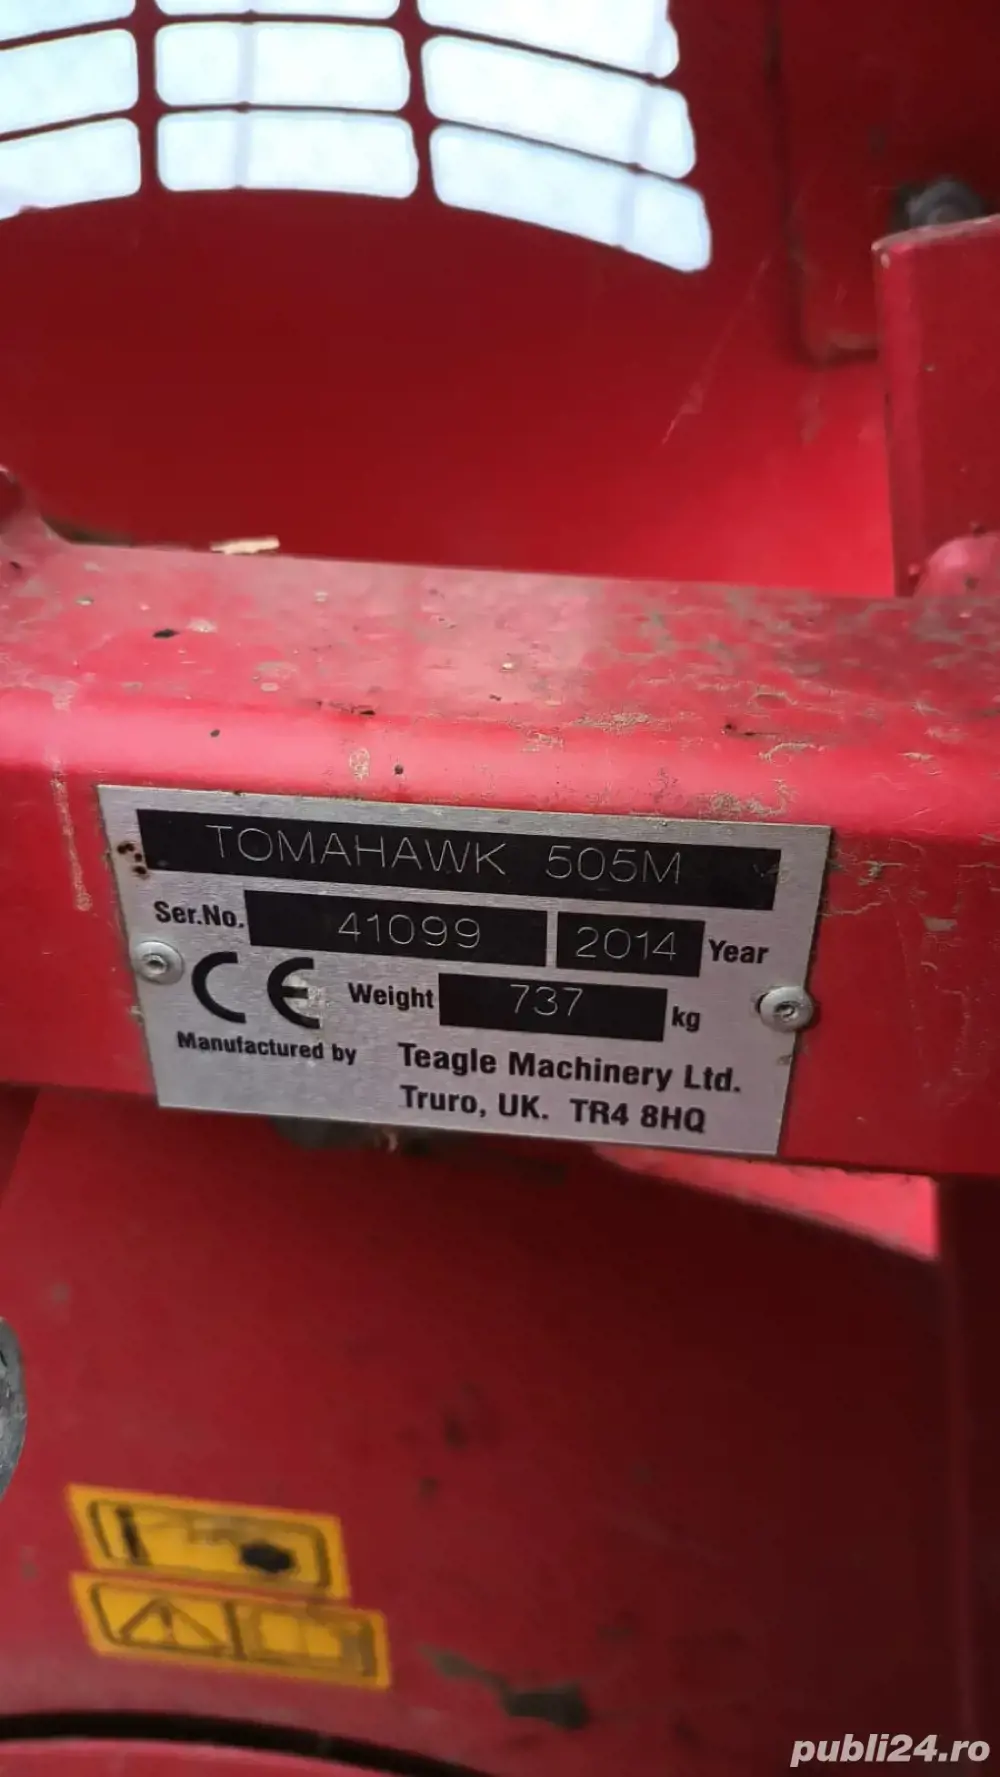 TOMAHAWK 505M
Ser.No. 41099 2014 Year
CE Weight 737 kg
Manufactured by Teagle Machinery Ltd.
Truro, UK. TR4 8HQ
publi24.ro